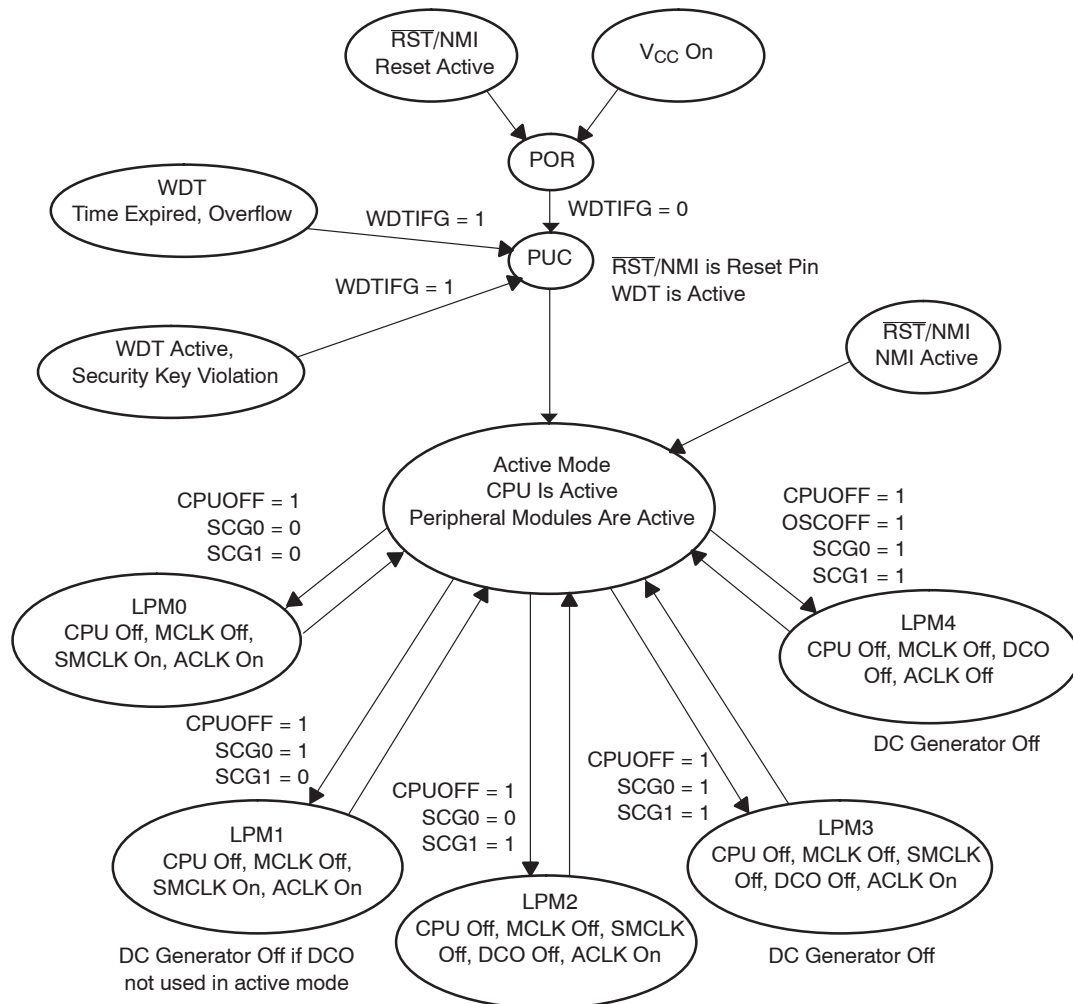 RST/NMI
Reset Active
VCC On
POR
WDTIFG = 0
WDT
Time Expired, Overflow
WDTIFG = 1
PUC
RST/NMI is Reset Pin
WDT is Active
WDTIFG = 1
WDT Active,
Security Key Violation
RST/NMI
NMI Active
Active Mode
CPU Is Active
Peripheral Modules Are Active
CPUOFF = 1
SCG0 = 0
SCG1 = 0
CPUOFF = 1
OSCOFF = 1
SCG0 = 1
SCG1 = 1
LPM0
CPU Off, MCLK Off,
SMCLK On, ACLK On
LPM4
CPU Off, MCLK Off, DCO
Off, ACLK Off
DC Generator Off
CPUOFF = 1
SCG0 = 1
SCG1 = 0
CPUOFF = 1
SCG0 = 0
SCG1 = 1
CPUOFF = 1
SCG0 = 1
SCG1 = 1
LPM1
CPU Off, MCLK Off,
SMCLK On, ACLK On
DC Generator Off if DCO
not used in active mode
LPM2
CPU Off, MCLK Off, SMCLK
Off, DCO Off, ACLK On
LPM3
CPU Off, MCLK Off, SMCLK
Off, DCO Off, ACLK On
DC Generator Off